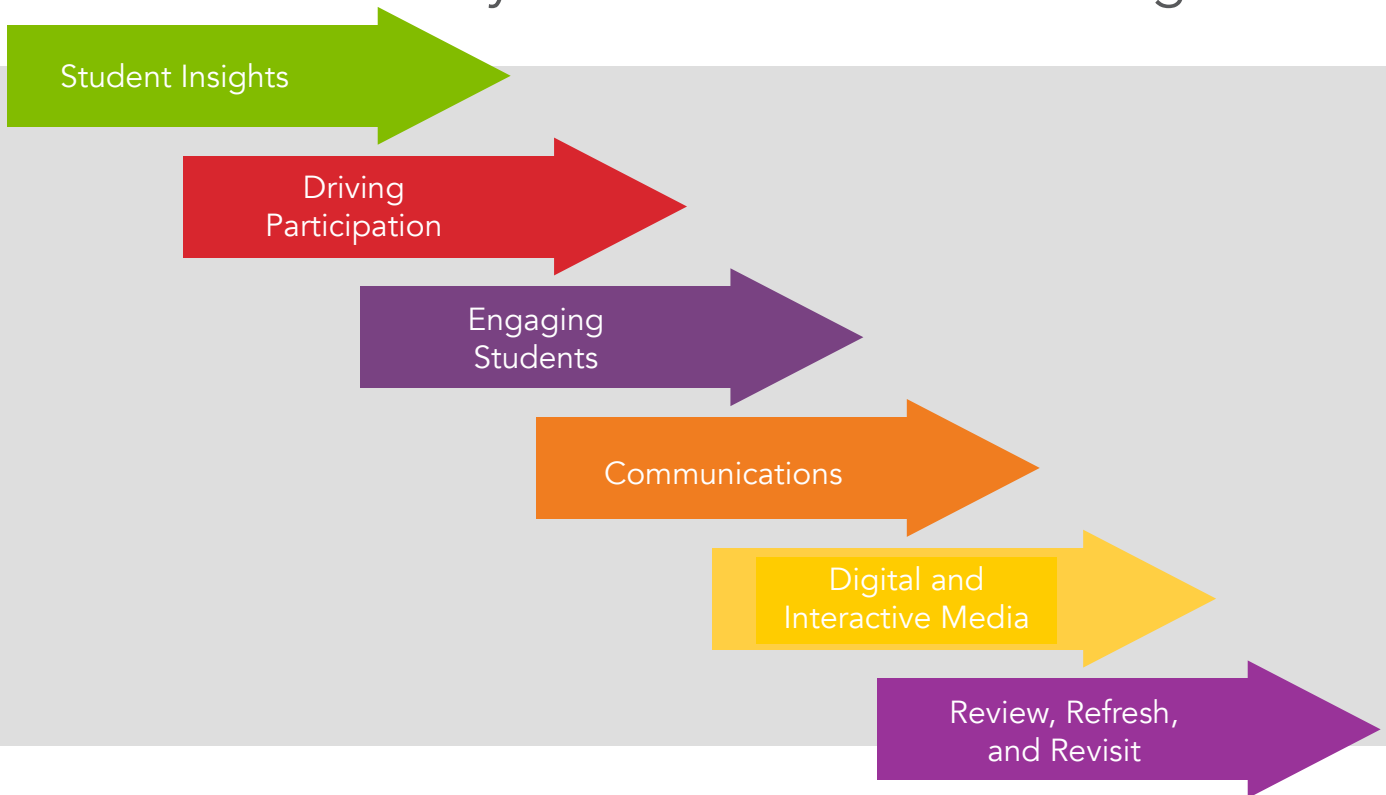 Student Insights
Driving
Participation
Engaging
Students
Communications
Digital and
Interactive Media
Review, Refresh,
and Revisit